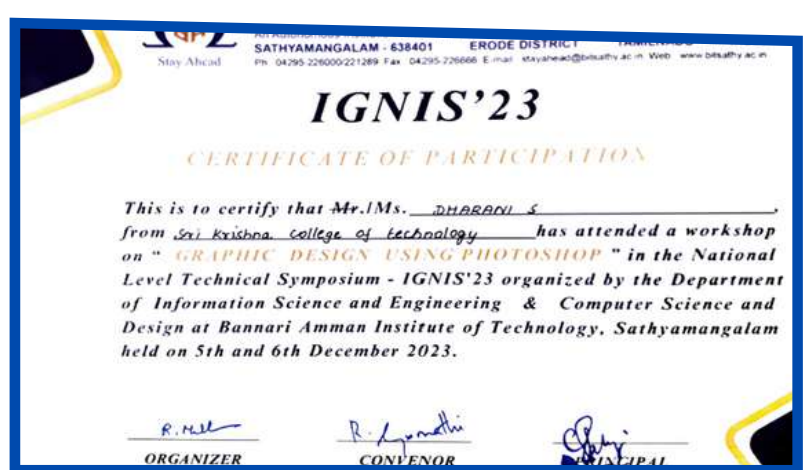 SATHYAMANGALAM - 638401 ERODE DISTRICT
Stay Ahead Ph 04295-226000/221289 Fax 04295-226666 E-mail stayahead@bitsathy.ac.in Web www.bitsathy.ac.in
IGNIS'23
CERTIFICATE OF PARTICIPATION
This is to certify that Mr./Ms. DHARANI S,
from Sri Krishna college of technology has attended a workshop
on " GRAPHIC DESIGN USING PHOTOSHOP " in the National
Level Technical Symposium - IGNIS'23 organized by the Department
of Information Science and Engineering & Computer Science and
Design at Bannari Amman Institute of Technology, Sathyamangalam
held on 5th and 6th December 2023.
ORGANIZER CONVENOR PRINCIPAL